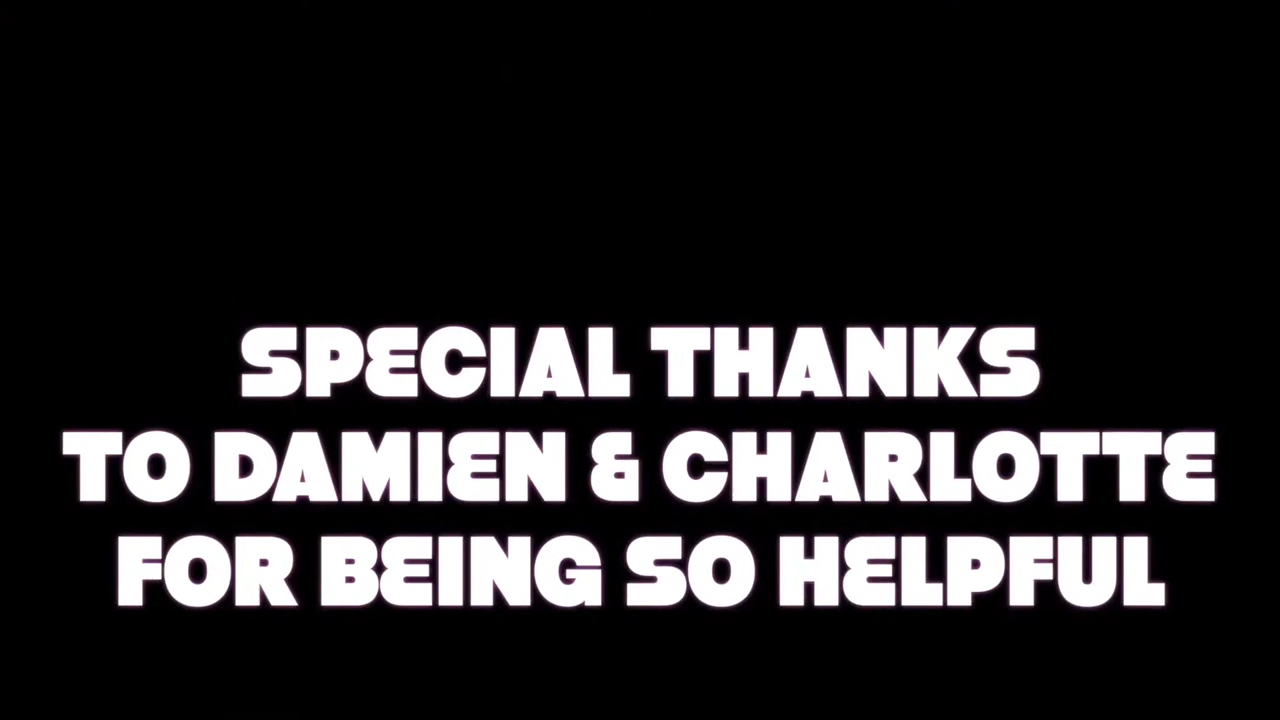 SPECIAL THANKS
TO DAMIEN & CHARLOTTE
FOR BEING SO HELPFUL